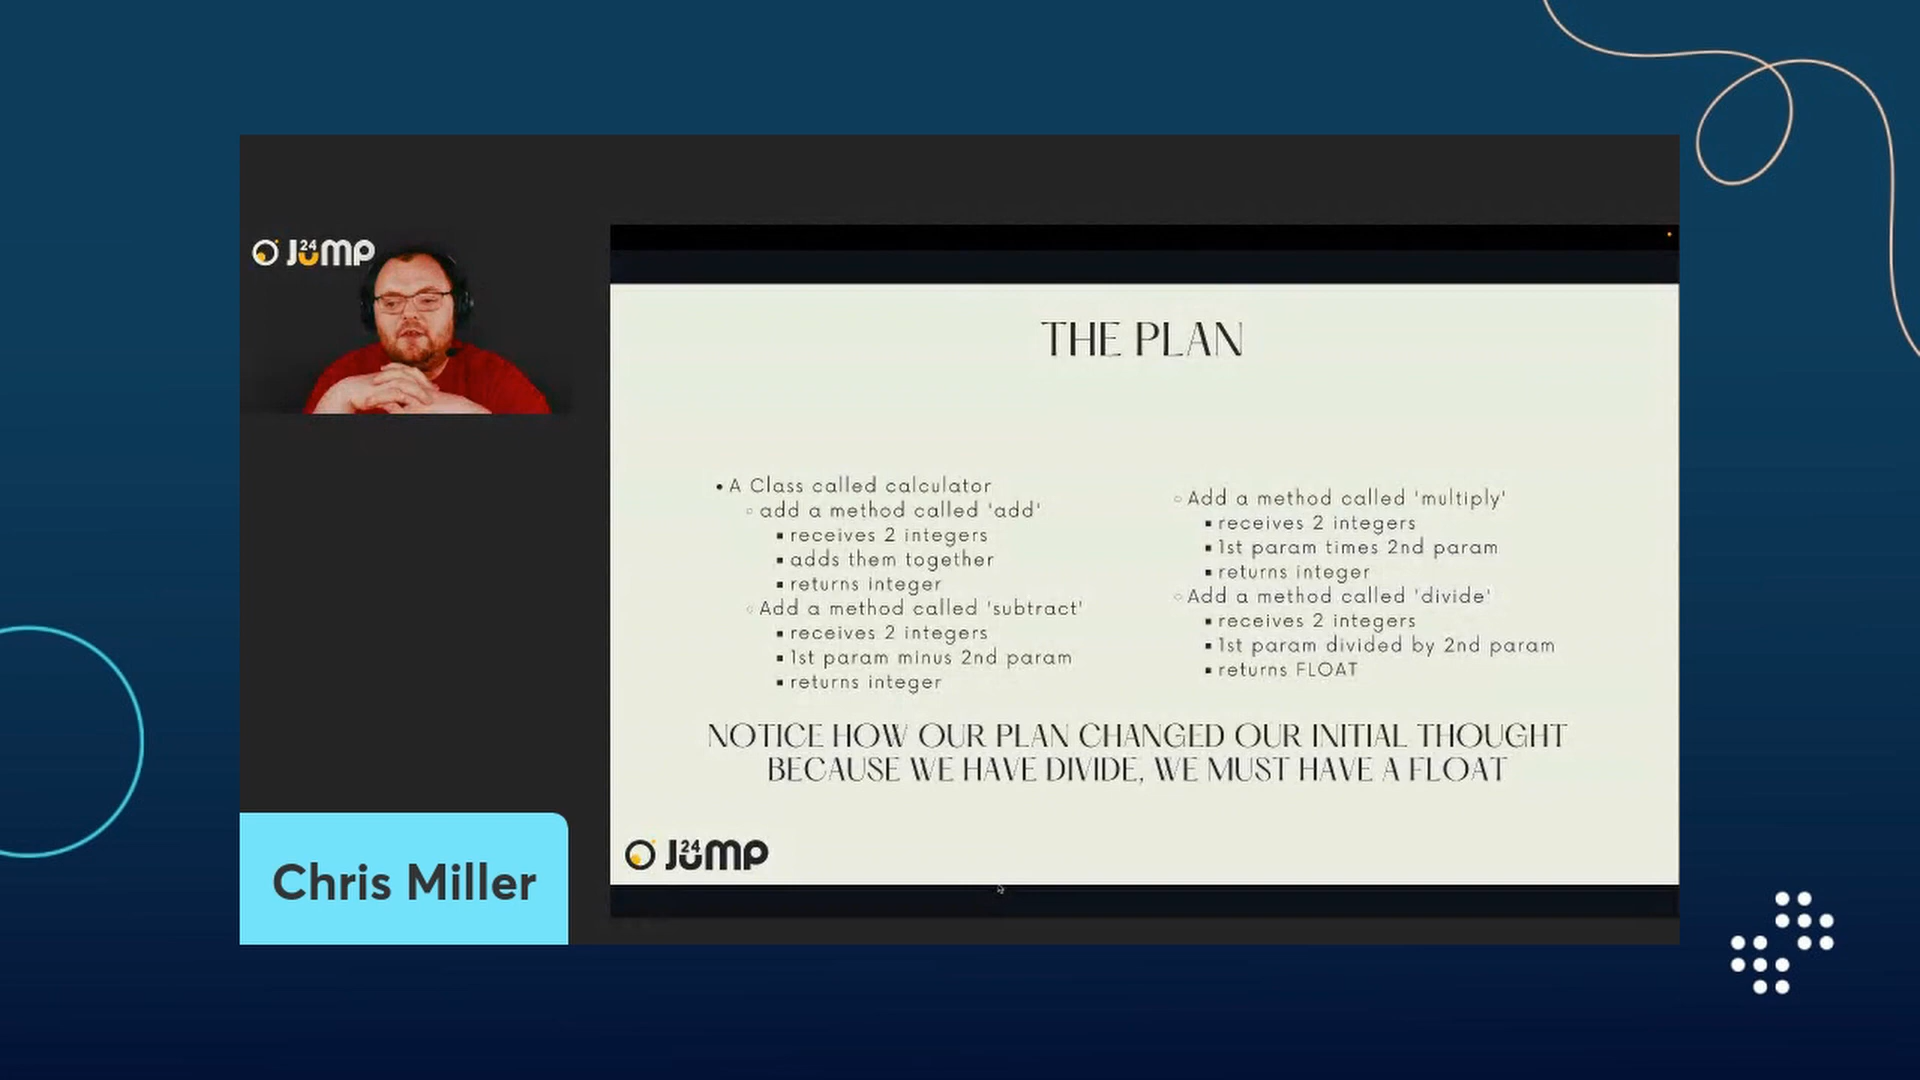 J24MP
THE PLAN
• A Class called calculator
○ add a method called 'add'
▪ receives 2 integers
▪ adds them together
▪ returns integer
○ Add a method called 'subtract'
▪ receives 2 integers
▪ 1st param minus 2nd param
▪ returns integer
○ Add a method called 'multiply'
▪ receives 2 integers
▪ 1st param times 2nd param
▪ returns integer
○ Add a method called 'divide'
▪ receives 2 integers
▪ 1st param divided by 2nd param
▪ returns FLOAT
NOTICE HOW OUR PLAN CHANGED OUR INITIAL THOUGHT
BECAUSE WE HAVE DIVIDE, WE MUST HAVE A FLOAT
JUMP 24
Chris Miller